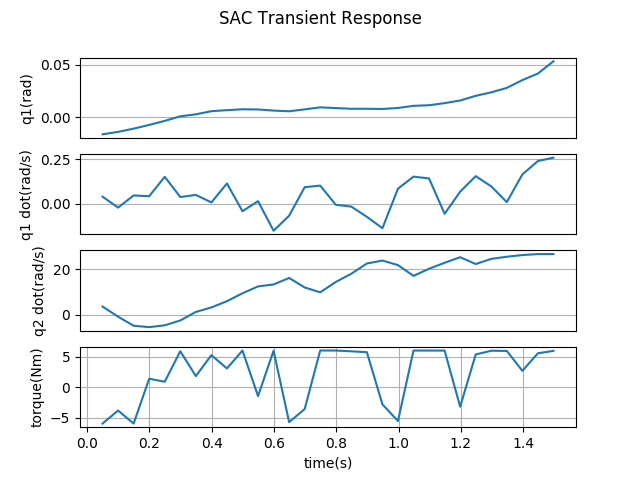 SAC Transient Response
0.05
0.00
q1(rad)
0.25
0.00
q1 dot(rad/s)
20
0
q2 dot(rad/s)
5
0
−5
torque(Nm)
0.0 0.2 0.4 0.6 0.8 1.0 1.2 1.4
time(s)